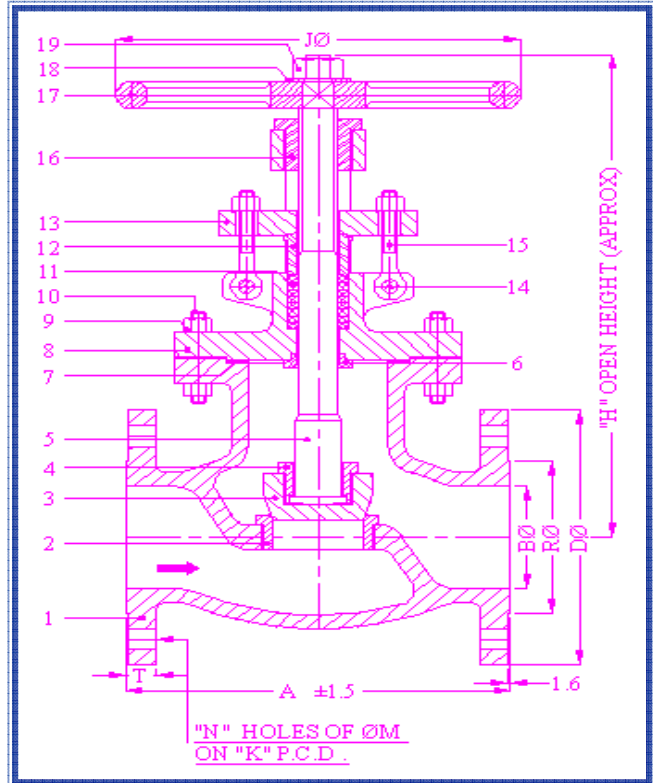 JØ
19
18
17
16
13
12
11
10
9
8
7
15
14
6
"H" OPEN HEIGHT (APPROX)
5
4
3
2
1
BØ
RØ
DØ
T
A ±1.5
1.6
"N" HOLES OF ØM
ON "K" P.C.D.